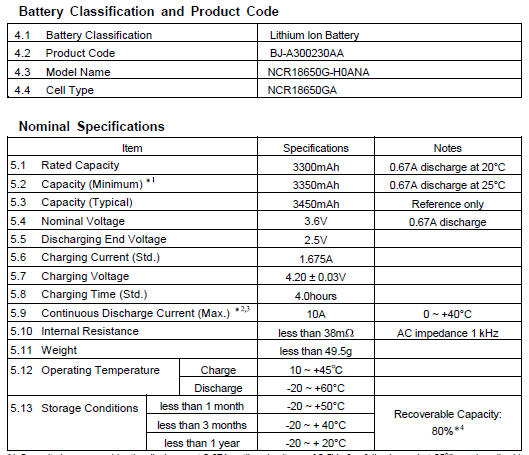 Battery Classification and Product Code
4.1 Battery Classification Lithium Ion Battery
4.2 Product Code BJ-A300230AA
4.3 Model Name NCR18650G-H0ANA
4.4 Cell Type NCR18650GA
Nominal Specifications
Item Specifications Notes
5.1 Rated Capacity 3300mAh 0.67A discharge at 20°C
5.2 Capacity (Minimum) *1 3350mAh 0.67A discharge at 25°C
5.3 Capacity (Typical) 3450mAh Reference only
5.4 Nominal Voltage 3.6V 0.67A discharge
5.5 Discharging End Voltage 2.5V
5.6 Charging Current (Std.) 1.675A
5.7 Charging Voltage 4.20 ± 0.03V
5.8 Charging Time (Std.) 4.0hours
5.9 Continuous Discharge Current (Max.) *2,3 10A 0 ~ +40°C
5.10 Internal Resistance less than 38mΩ AC impedance 1 kHz
5.11 Weight less than 49.5g
5.12 Operating Temperature Charge 10 ~ +45°C
Discharge -20 ~ +60°C
5.13 Storage Conditions less than 1 month -20 ~ +50°C Recoverable Capacity:
less than 3 months -20 ~ + 40°C 80%*4
less than 1 year -20 ~ + 20°C